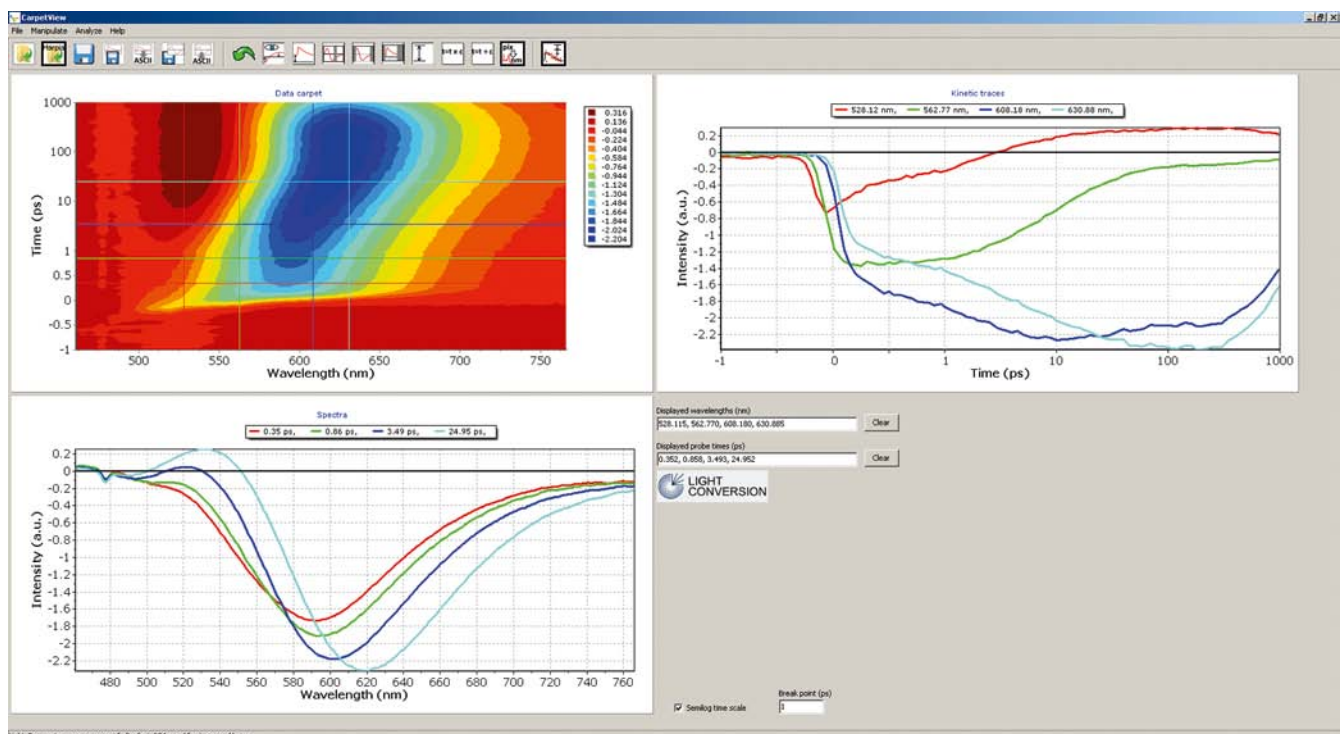 CarpetView
File Manipulate Analyze Help
Harpia
ASCII
ASCII
t=t×c
t=t+c
pix
nm
Data carpet
1000
100
10
1
0.5
0
-0.5
-1
Time (ps)
500 550 600 650 700 750
Wavelength (nm)
0.316
0.136
-0.044
-0.224
-0.404
-0.584
-0.764
-0.944
-1.124
-1.304
-1.484
-1.664
-1.844
-2.024
-2.204
Kinetic traces
528.12 nm, 562.77 nm, 608.18 nm, 630.88 nm,
0.2
0
-0.2
-0.4
-0.6
-0.8
-1
-1.2
-1.4
-1.6
-1.8
-2
-2.2
Intensity (a.u.)
-1 0 1 10 100 1000
Time (ps)
Spectra
0.35 ps, 0.86 ps, 3.49 ps, 24.95 ps,
0.2
0
-0.2
-0.4
-0.6
-0.8
-1
-1.2
-1.4
-1.6
-1.8
-2
-2.2
Intensity (a.u.)
480 500 520 540 560 580 600 620 640 660 680 700 720 740 760
Wavelength (nm)
Displayed wavelengths (nm)
528.115, 562.770, 608.180, 630.885
Clear
Displayed probe times (ps)
0.352, 0.858, 3.493, 24.952
Clear
LIGHT
CONVERSION
Semilog time scale
Break point (ps)
1